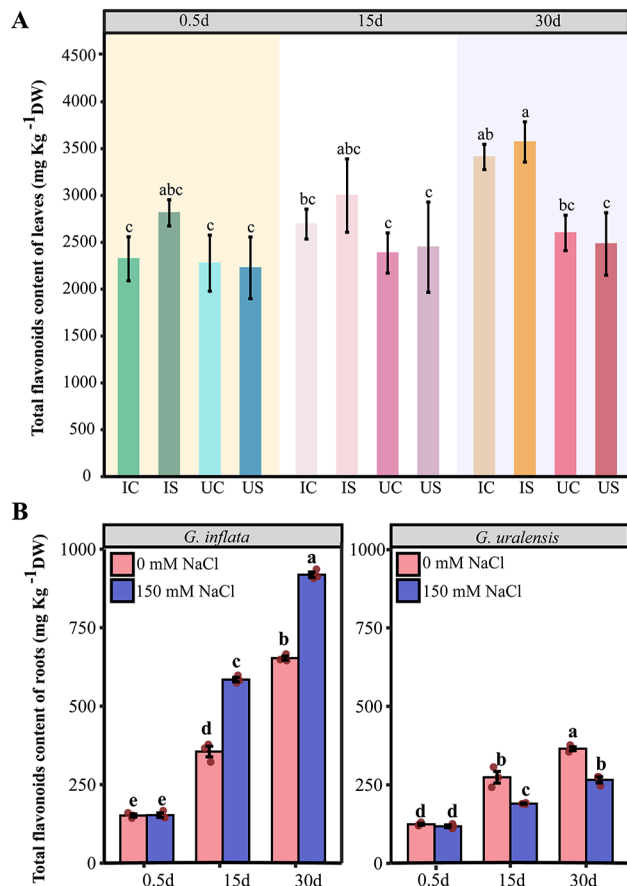 A
0.5d 15d 30d
Total flavonoids content of leaves (mg Kg -1DW)
4500
4000
3500
3000
2500
2000
1500
1000
500
0
c abc c c bc abc c c ab a bc c
IC IS UC US IC IS UC US IC IS UC US
B
Total flavonoids content of roots (mg Kg -1DW)
G. inflata
1000
750
500
250
0
0 mM NaCl
150 mM NaCl
e e d c b a
0.5d 15d 30d
G. uralensis
1000
750
500
250
0
0 mM NaCl
150 mM NaCl
d d b c a b
0.5d 15d 30d